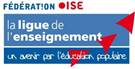 FÉDÉRATION OISE
la ligue de
l'enseignement
un avenir par l'éducation populaire